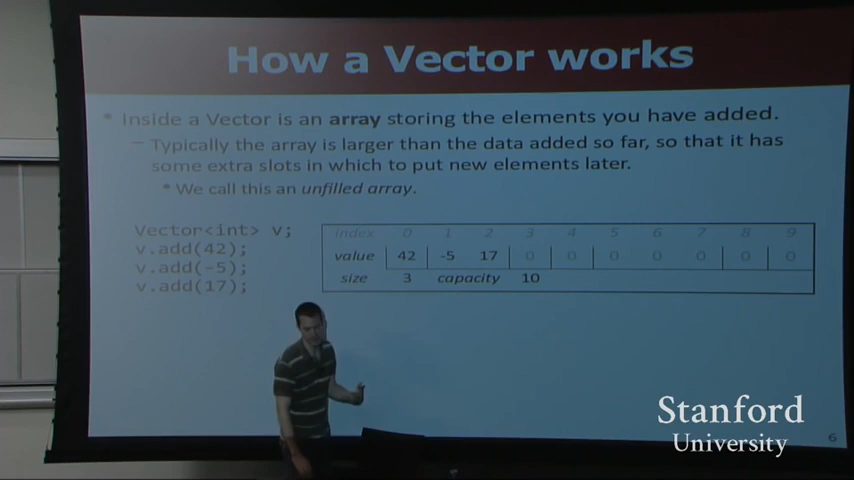 How a Vector works
• Inside a Vector is an array storing the elements you have added.
– Typically the array is larger than the data added so far, so that it has
some extra slots in which to put new elements later.
• We call this an unfilled array.
Vector<int> v;
v.add(42);
v.add(-5);
v.add(17);
index 0 1 2 3 4 5 6 7 8 9
value 42 -5 17 0 0 0 0 0 0 0
size 3 capacity 10
Stanford
University
6